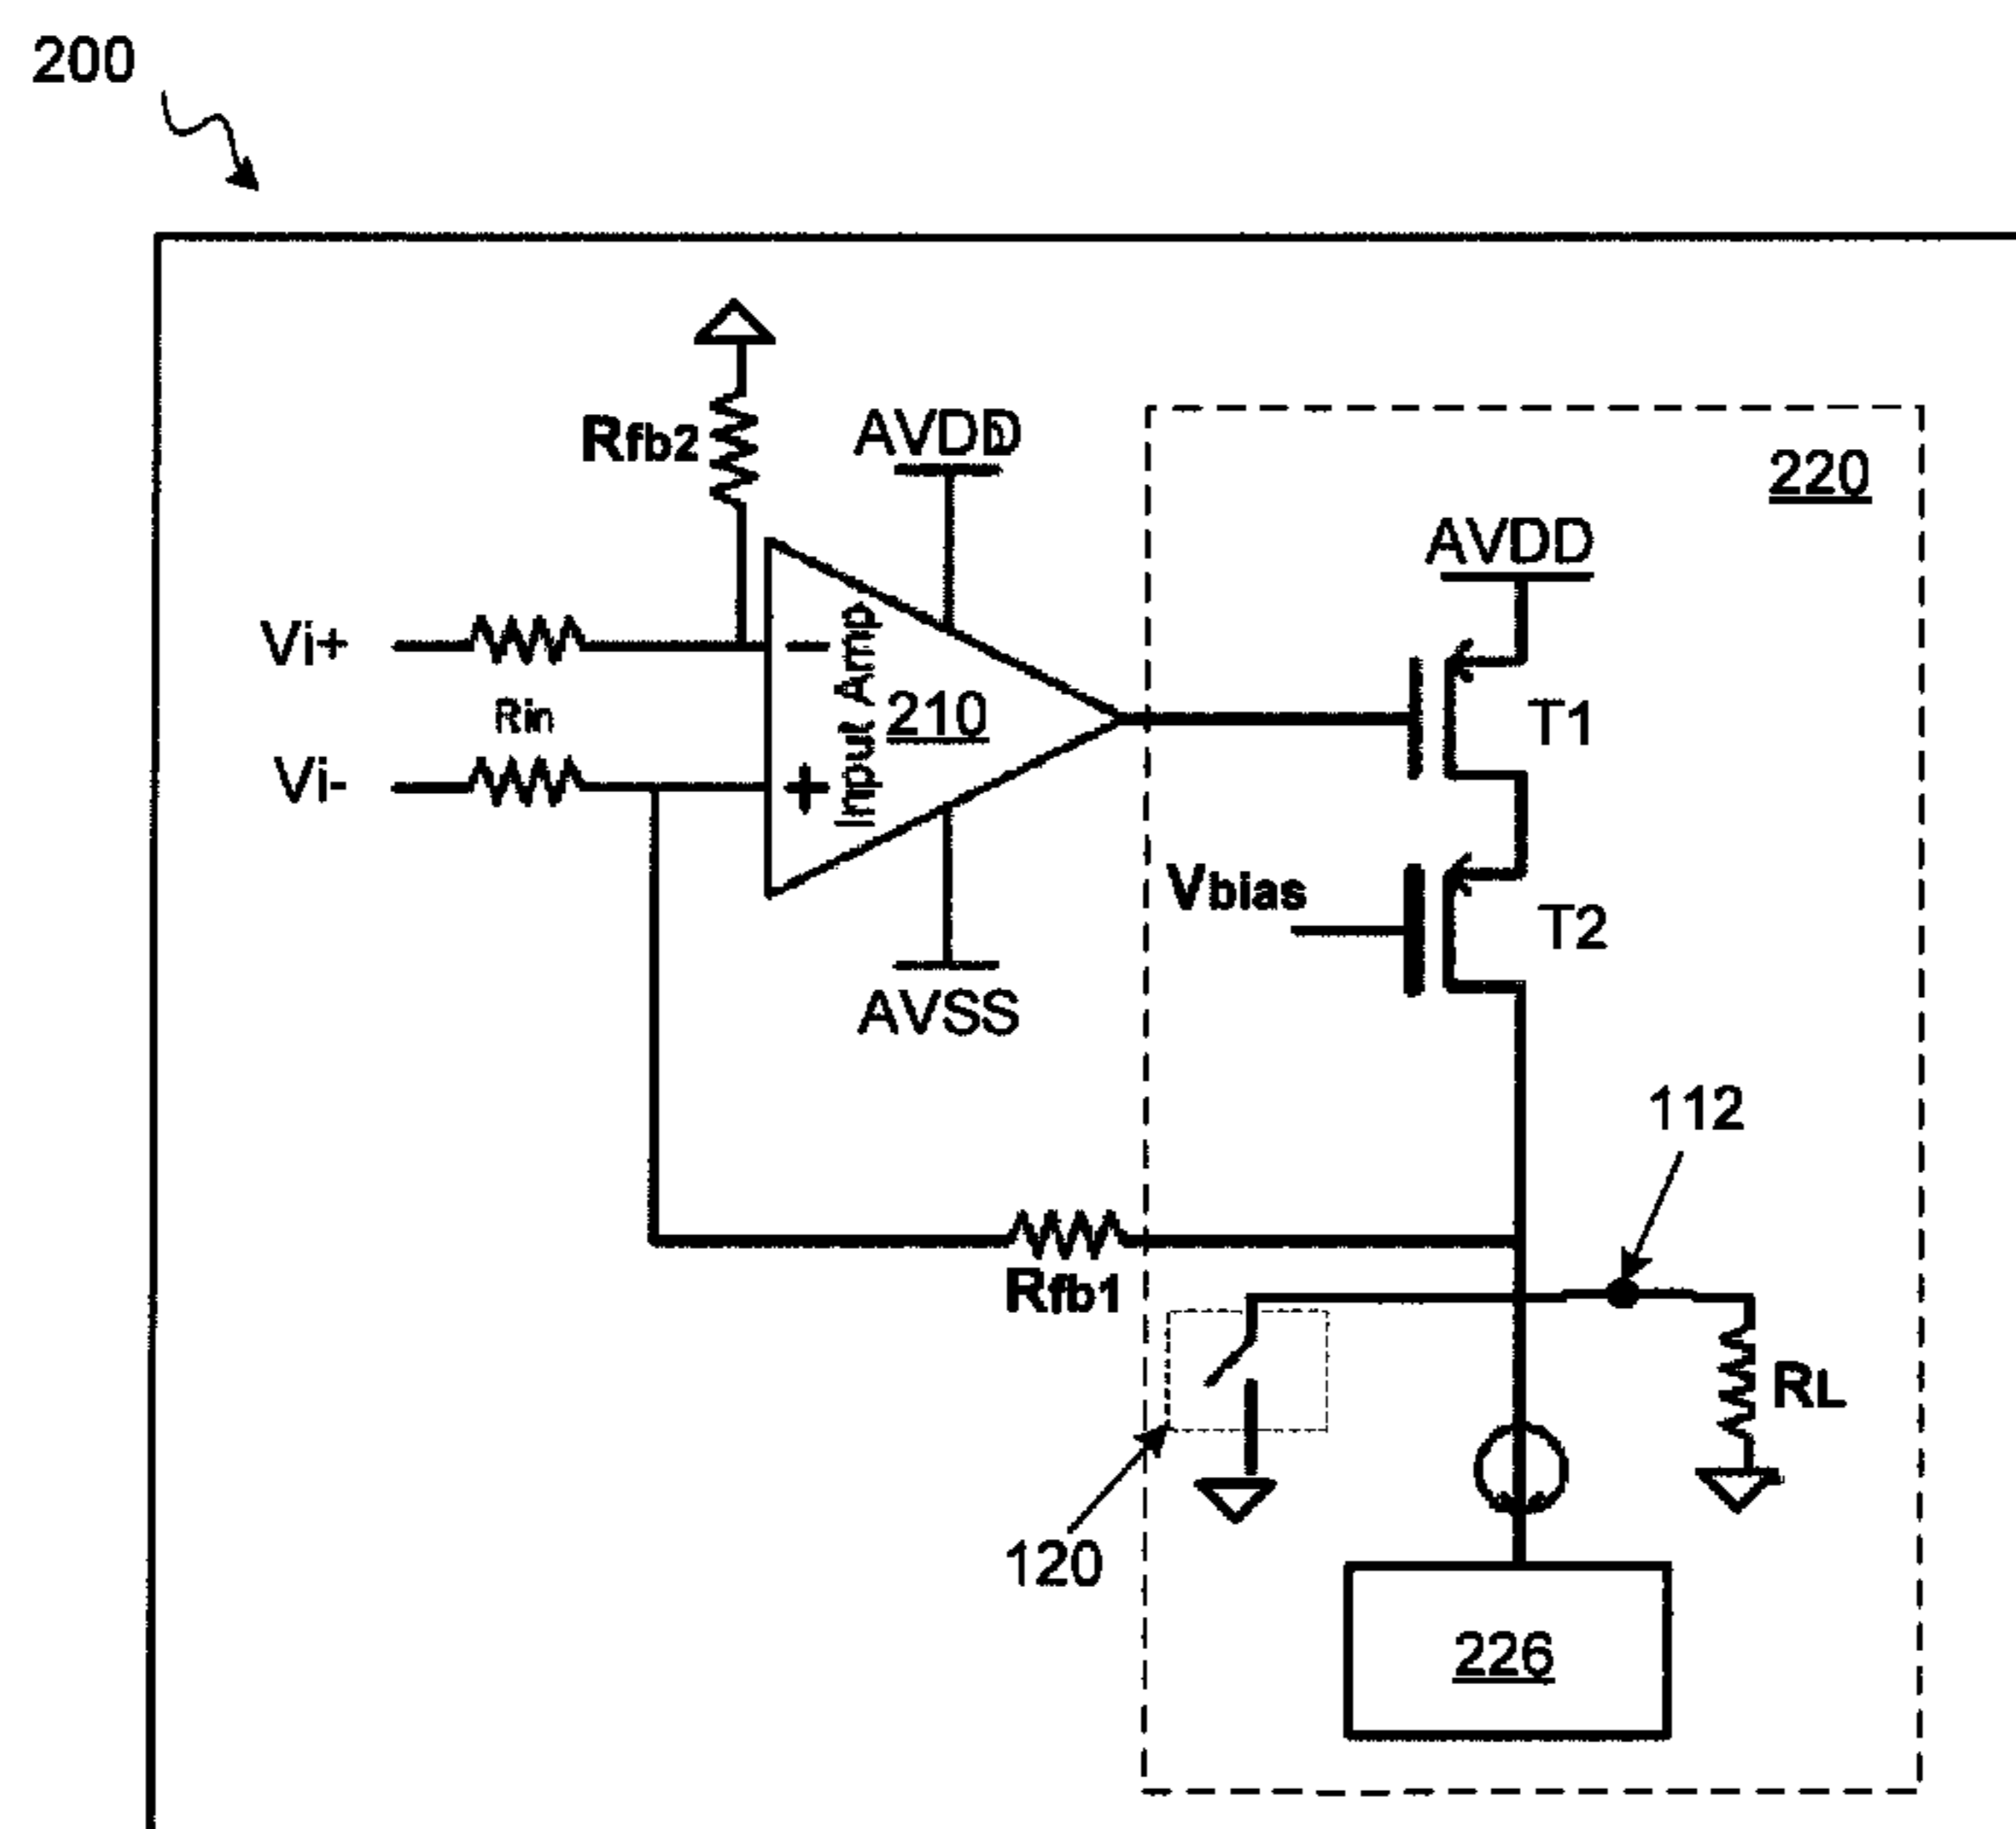 200
Rfb2
AVDD
220
AVDD
Vi+
Rin
Vi-
-
+
Input Amp
210
T1
Vbias
T2
AVSS
112
Rfb1
RL
120
226